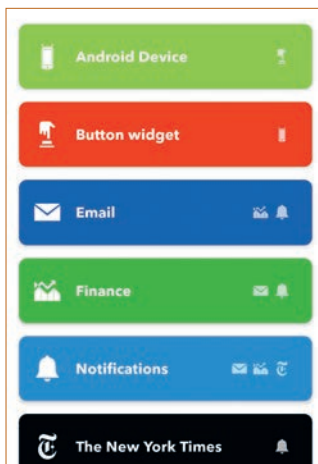 Android Device
Button widget
Email
Finance
Notifications
The New York Times